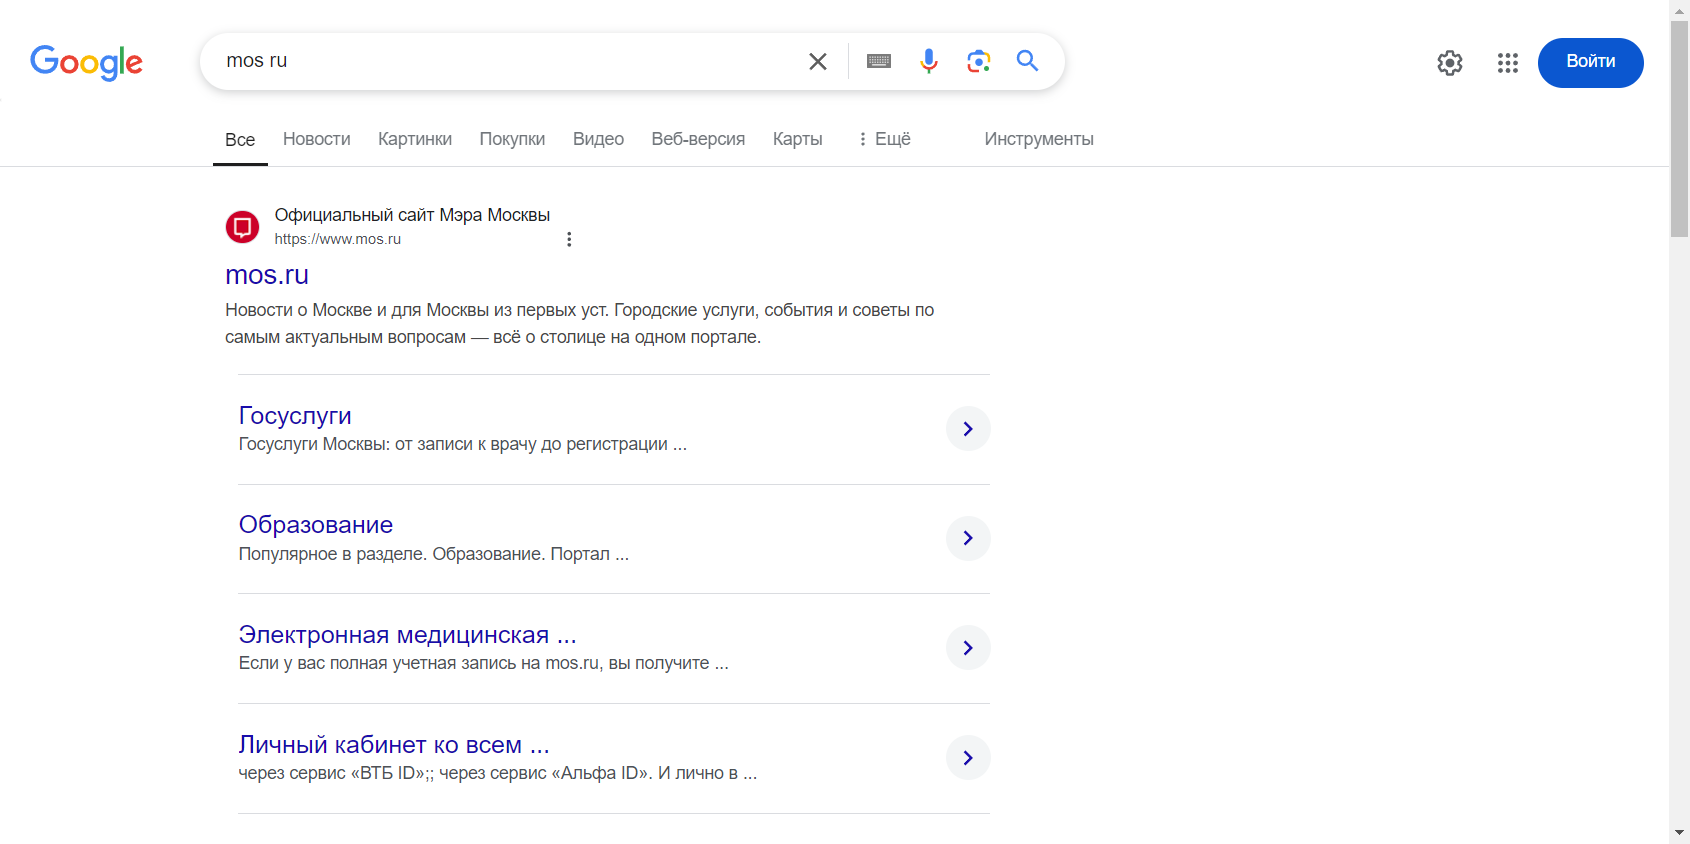 Google
mos ru
Войти
Все Новости Картинки Покупки Видео Веб-версия Карты Ещё Инструменты
Официальный сайт Мэра Москвы
https://www.mos.ru
mos.ru
Новости о Москве и для Москвы из первых уст. Городские услуги, события и советы по
самым актуальным вопросам — всё о столице на одном портале.
Госуслуги
Госуслуги Москвы: от записи к врачу до регистрации ...
Образование
Популярное в разделе. Образование. Портал ...
Электронная медицинская ...
Если у вас полная учетная запись на mos.ru, вы получите ...
Личный кабинет ко всем ...
через сервис «ВТБ ID»;; через сервис «Альфа ID». И лично в ...